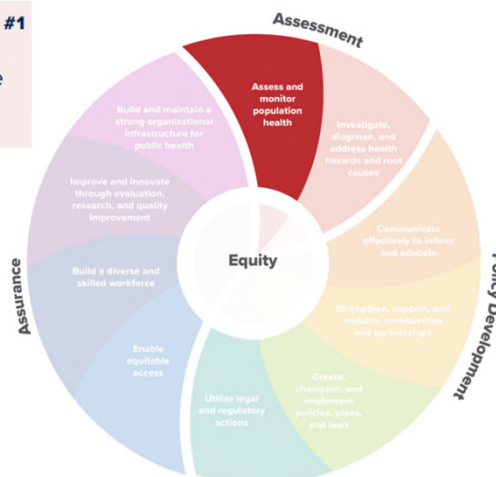 #1
e
Assessment
Assess and
monitor
population
health
Investigate,
diagnose, and
address health
hazards and root
causes
Communicate
effectively to inform
and educate
Strengthen, support, and
mobilize communities
and partnerships
Create,
champion, and
implement
policies, plans,
and laws
Utilize legal
and regulatory
actions
Enable
equitable
access
Build a diverse and
skilled workforce
Improve and innovate
through evaluation,
research, and quality
improvement
Build and maintain a
strong organizational
infrastructure for
public health
Equity
Policy Development
Assurance